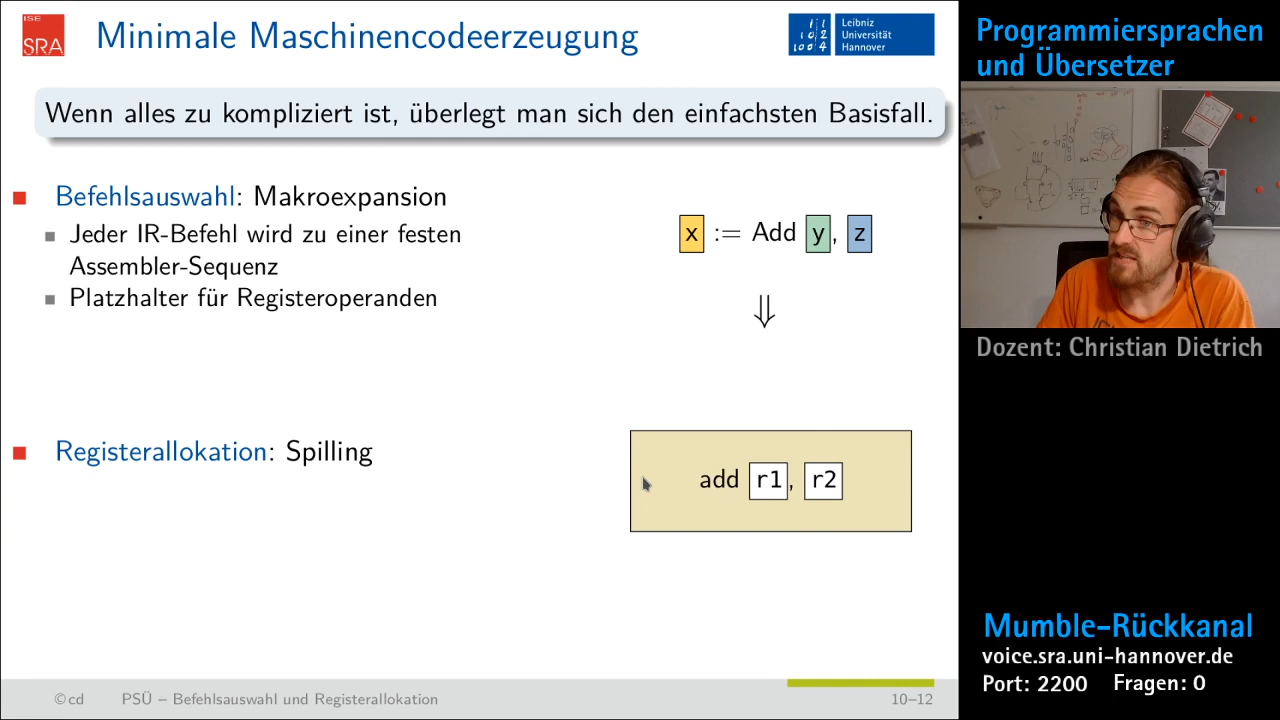 ISE
SRA
Minimale Maschinencodeerzeugung
Leibniz
Universität
Hannover
Wenn alles zu kompliziert ist, überlegt man sich den einfachsten Basisfall.
Befehlsauswahl: Makroexpansion
Jeder IR-Befehl wird zu einer festen
Assembler-Sequenz
Platzhalter für Registeroperanden
x := Add y, z
⇓
Registerallokation: Spilling
add r1, r2
©cd PSÜ – Befehlsauswahl und Registerallokation 10–12
Programmiersprachen
und Übersetzer
Dozent: Christian Dietrich
Mumble-Rückkanal
voice.sra.uni-hannover.de
Port: 2200 Fragen: 0